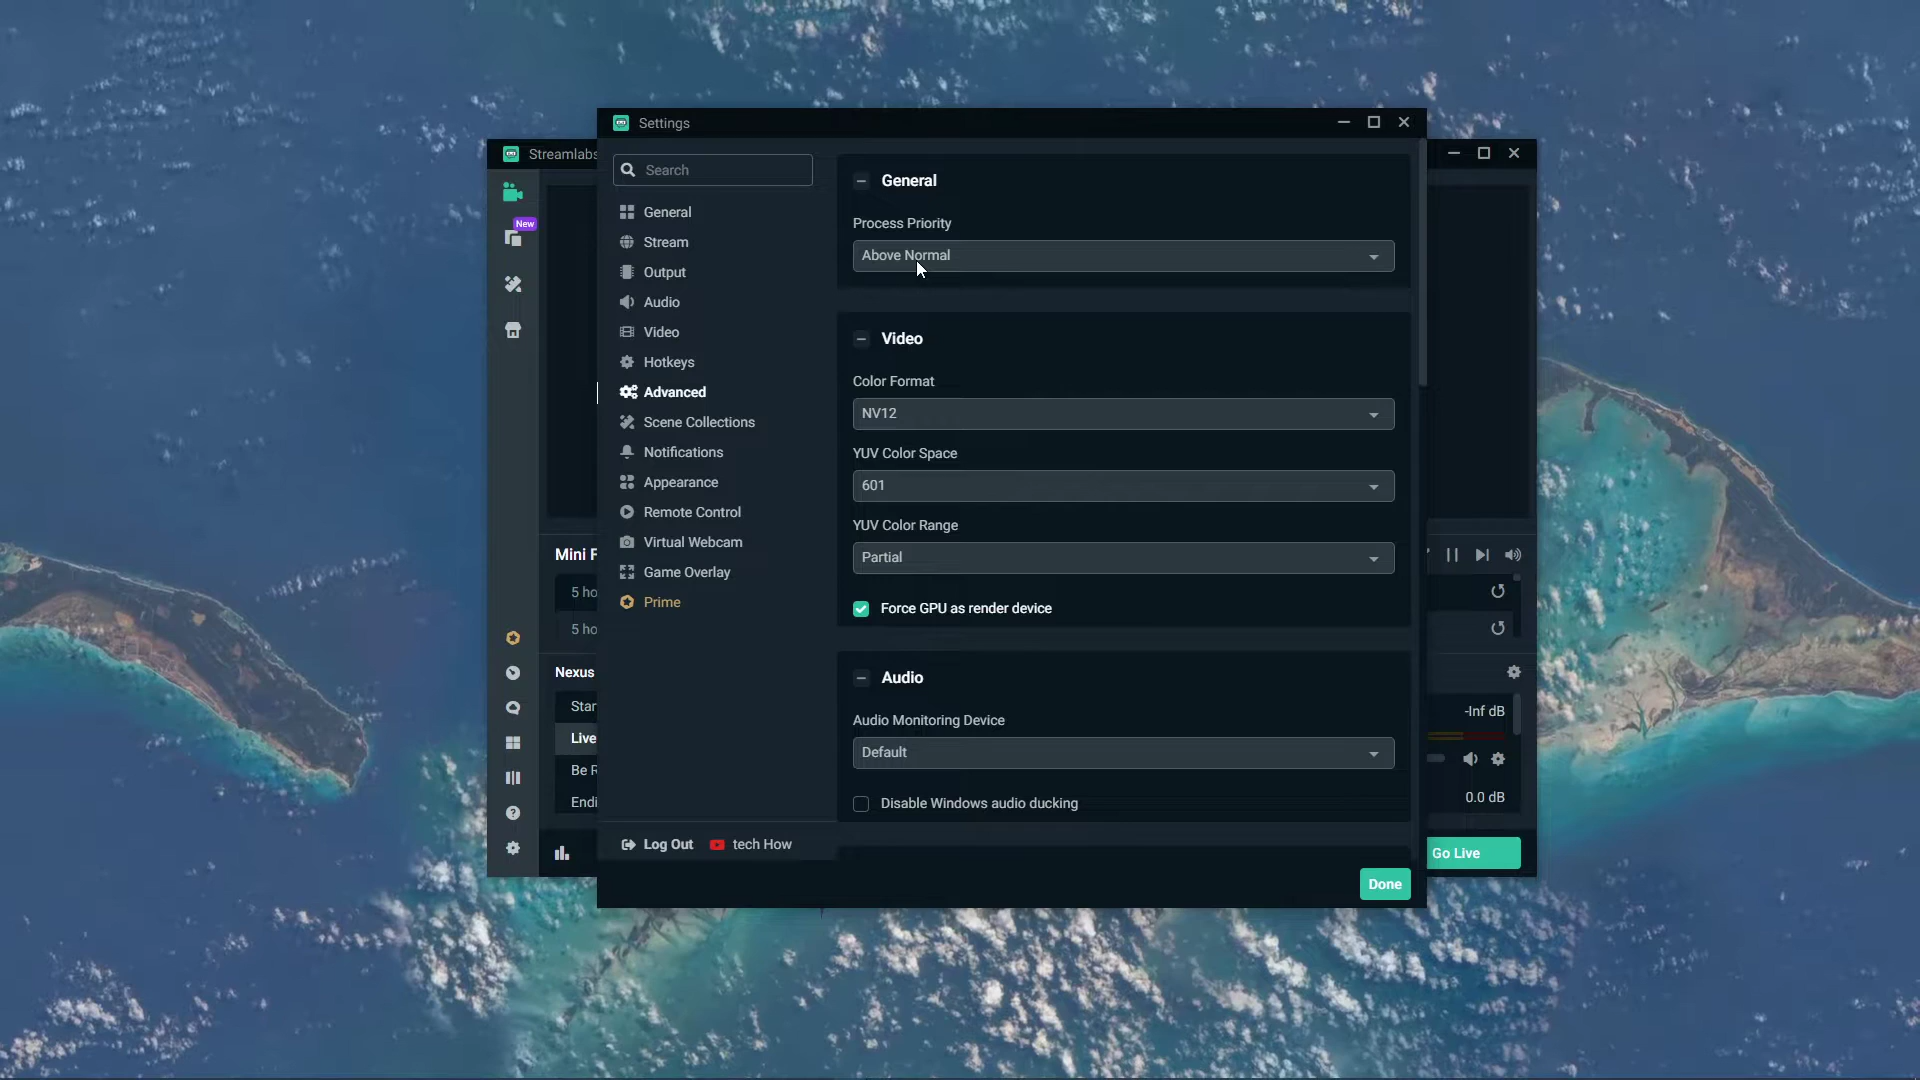 Settings
Streamlabs
Search
General
Stream
Output
Audio
Video
Hotkeys
Advanced
Scene Collections
Notifications
Appearance
Remote Control
Virtual Webcam
Game Overlay
Prime
Log Out
tech How
General
Process Priority
Above Normal
Video
Color Format
NV12
YUV Color Space
601
YUV Color Range
Partial
Force GPU as render device
Audio
Audio Monitoring Device
Default
Disable Windows audio ducking
Done
New
Mini F
5 ho
5 ho
Nexus
Star
Live
Be R
Endi
-Inf dB
0.0 dB
Go Live